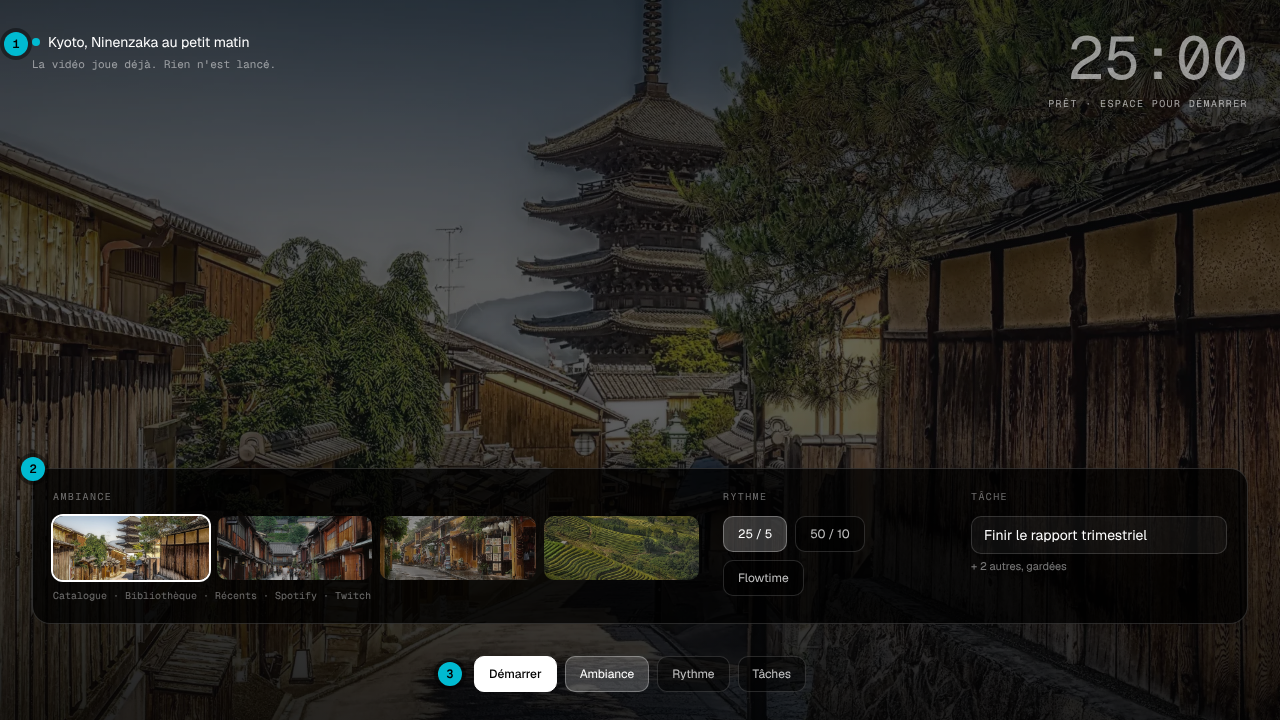 1
Kyoto, Ninenzaka au petit matin
La vidéo joue déjà. Rien n'est lancé.
25:00
PRÊT · ESPACE POUR DÉMARRER
2
AMBIANCE
RYTHME
TÂCHE
25 / 5
50 / 10
Finir le rapport trimestriel
+ 2 autres, gardées
Flowtime
Catalogue · Bibliothèque · Récents · Spotify · Twitch
3
Démarrer
Ambiance
Rythme
Tâches